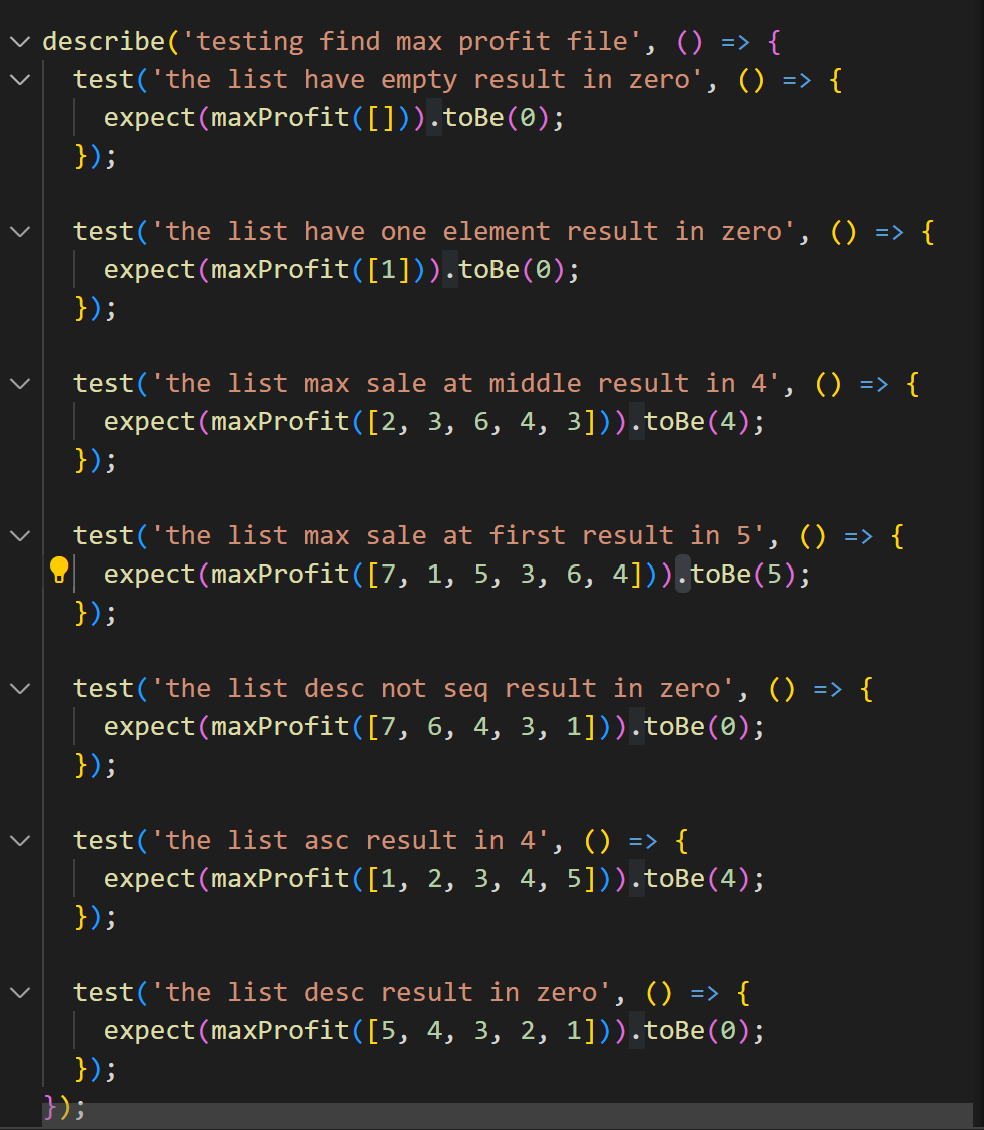 describe('testing find max profit file', () => {
  test('the list have empty result in zero', () => {
    expect(maxProfit([])).toBe(0);
  });
  test('the list have one element result in zero', () => {
    expect(maxProfit([1])).toBe(0);
  });
  test('the list max sale at middle result in 4', () => {
    expect(maxProfit([2, 3, 6, 4, 3])).toBe(4);
  });
  test('the list max sale at first result in 5', () => {
    expect(maxProfit([7, 1, 5, 3, 6, 4])).toBe(5);
  });
  test('the list desc not seq result in zero', () => {
    expect(maxProfit([7, 6, 4, 3, 1])).toBe(0);
  });
  test('the list asc result in 4', () => {
    expect(maxProfit([1, 2, 3, 4, 5])).toBe(4);
  });
  test('the list desc result in zero', () => {
    expect(maxProfit([5, 4, 3, 2, 1])).toBe(0);
  });
});